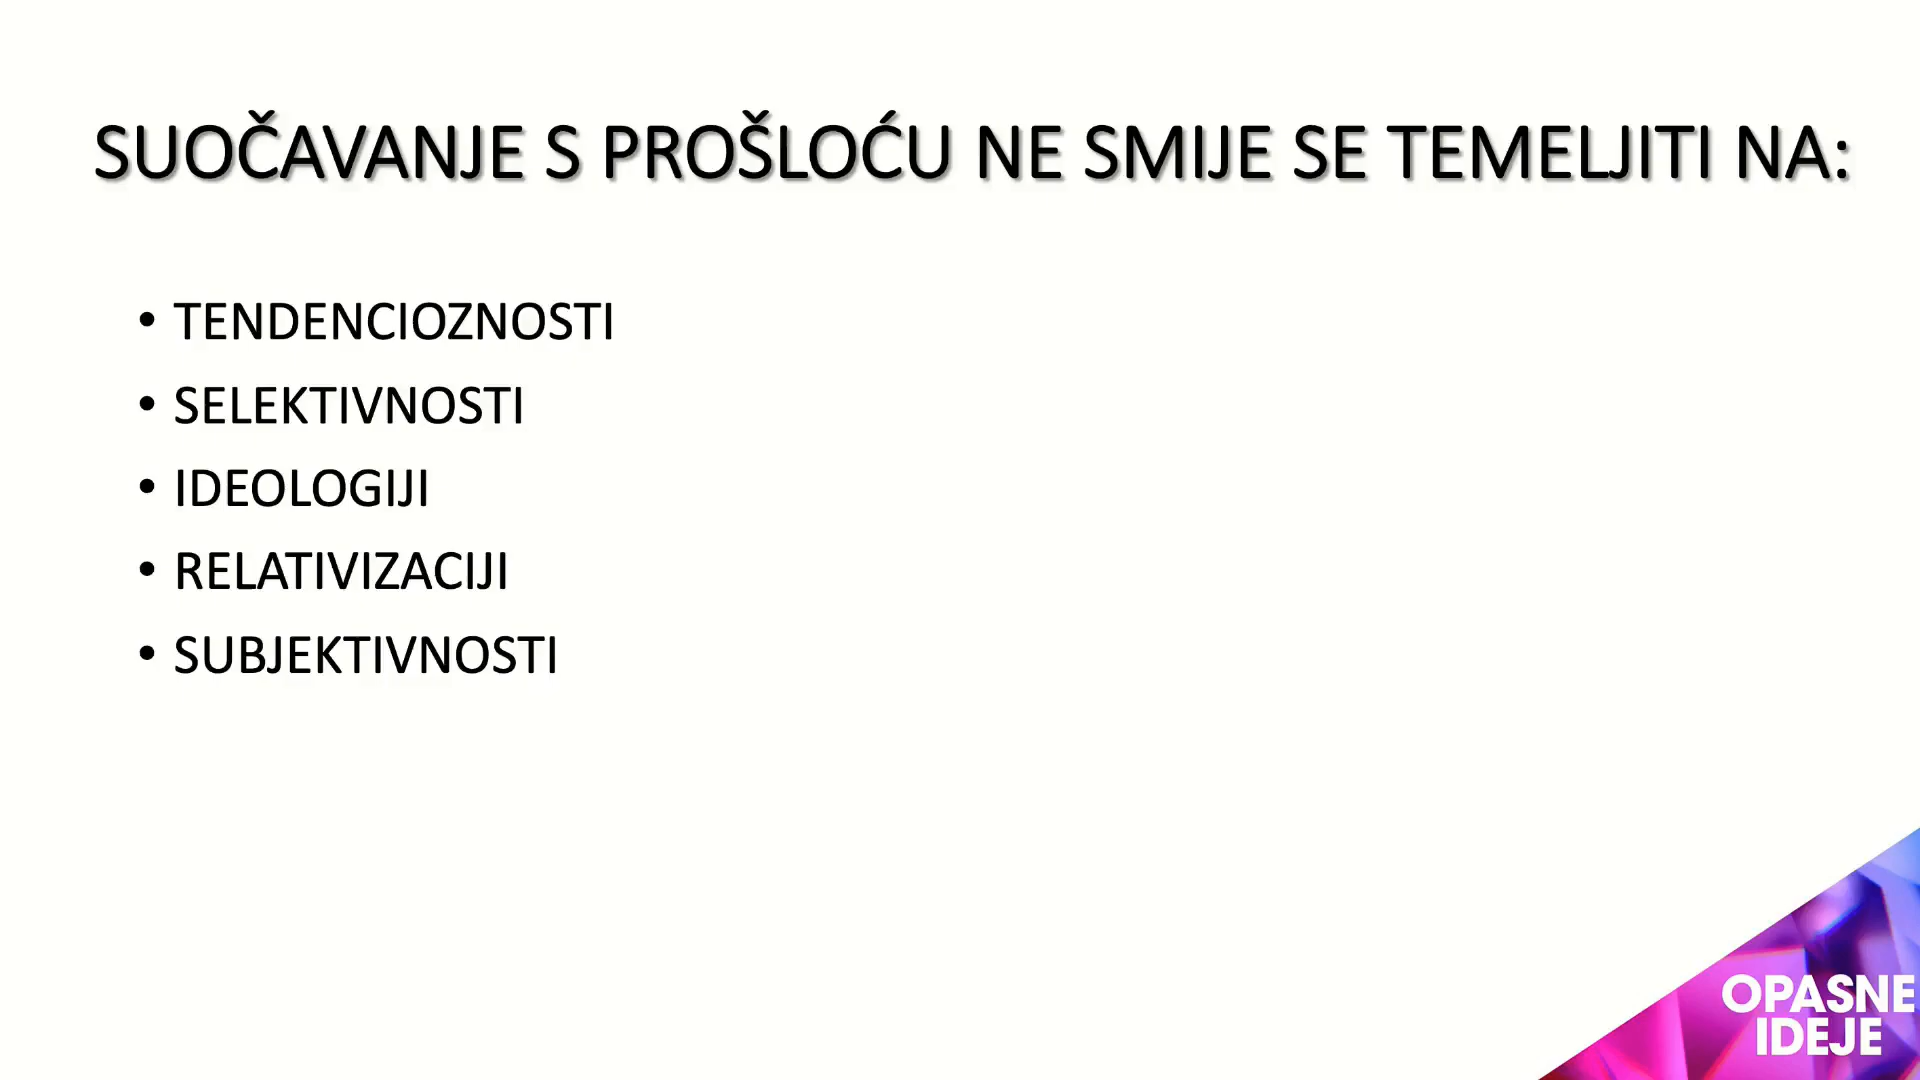 SUOČAVANJE S PROŠLOĆU NE SMIJE SE TEMELJITI NA:
• TENDENCIOZNOSTI
• SELEKTIVNOSTI
• IDEOLOGIJI
• RELATIVIZACIJI
• SUBJEKTIVNOSTI
OPASNE
IDEJE